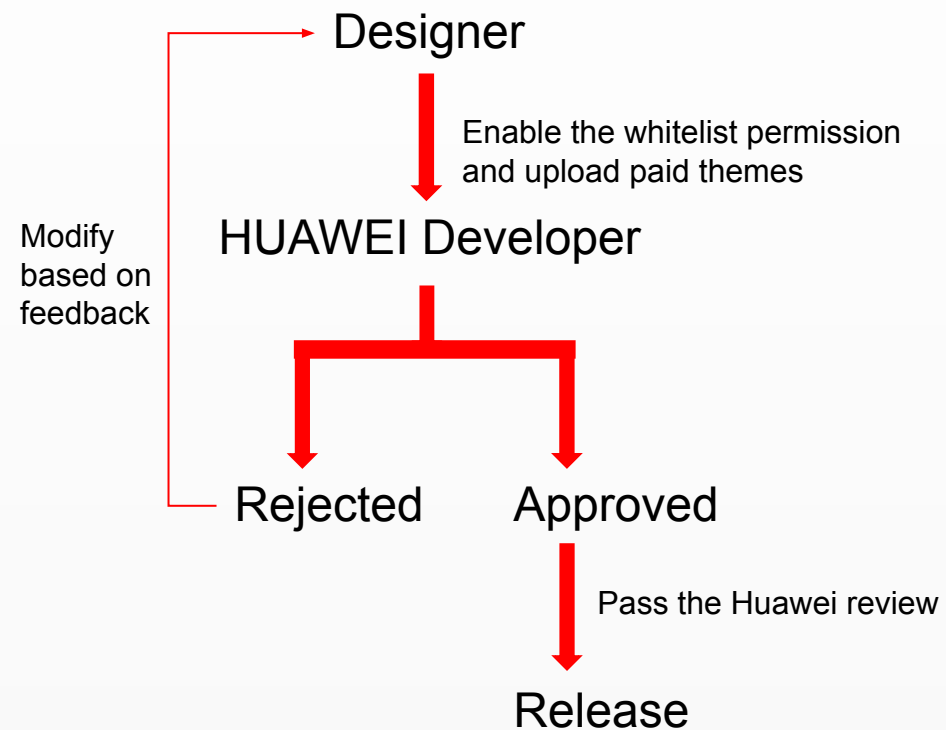 Designer
Enable the whitelist permission
and upload paid themes
HUAWEI Developer
Modify
based on
feedback
Rejected
Approved
Pass the Huawei review
Release